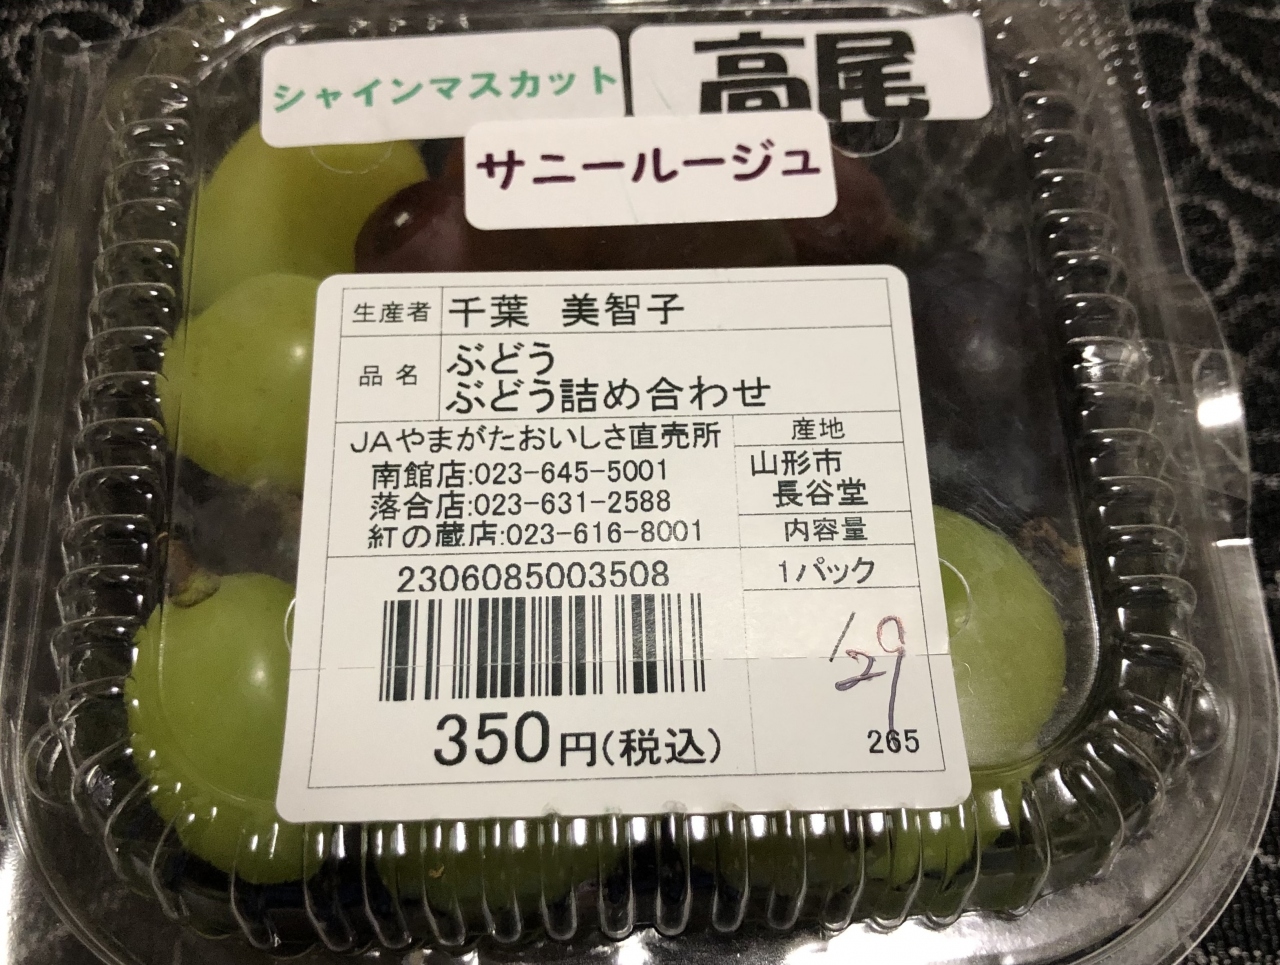 シャインマスカット
高尾
サニールージュ
生産者 千葉 美智子
品名 ぶどう
ぶどう詰め合わせ
JAやまがたおいしさ直売所
南館店:023-645-5001
落合店:023-631-2588
紅の蔵店:023-616-8001
産地
山形市
長谷堂
内容量
1パック
2306085003508
350円(税込)
129
265